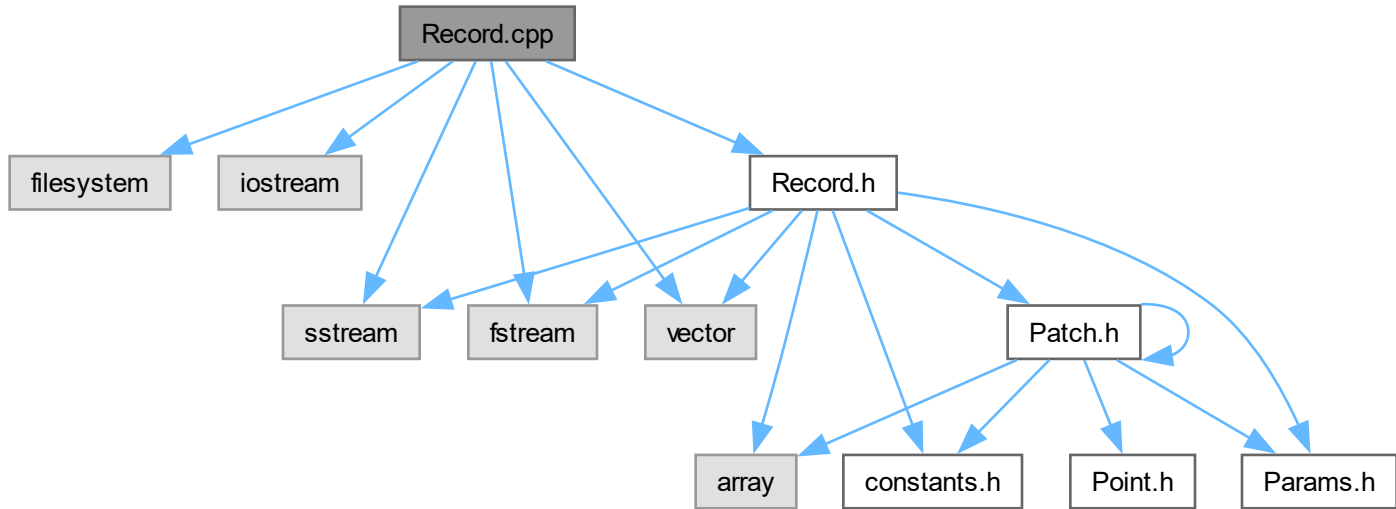 Record.cpp
filesystem
iostream
Record.h
sstream
fstream
vector
Patch.h
array
constants.h
Point.h
Params.h